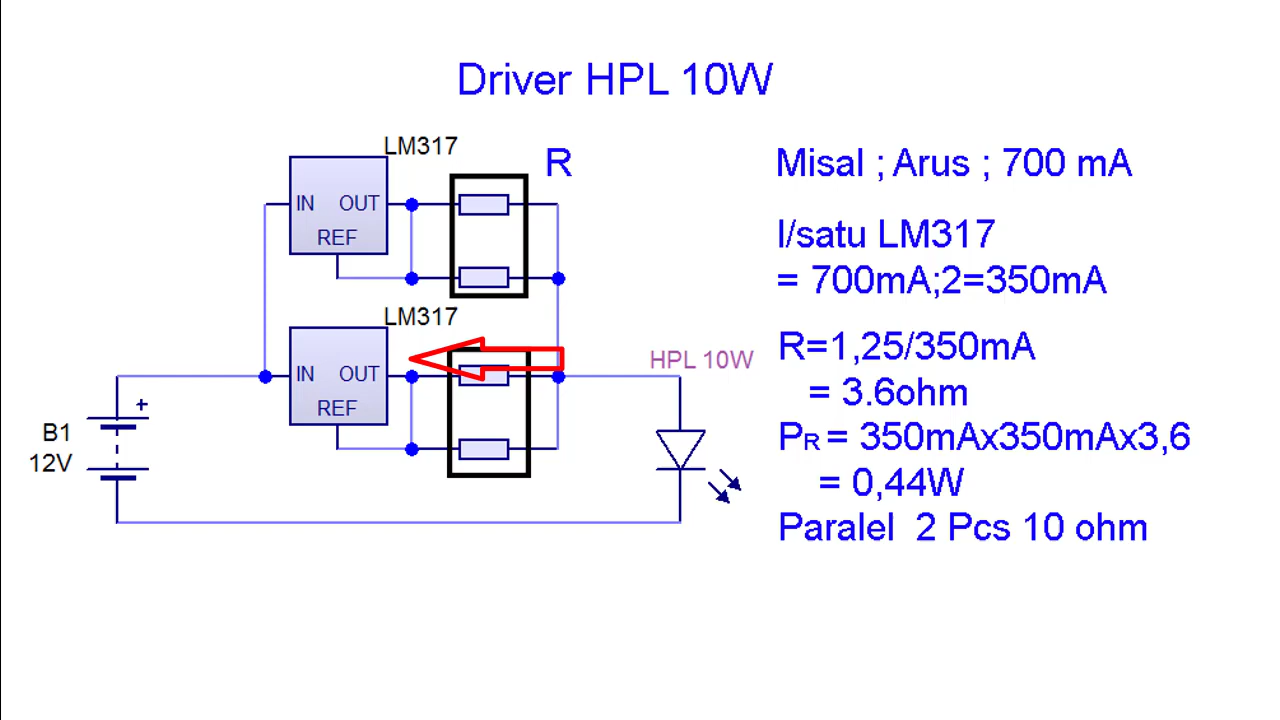 Driver HPL 10W
LM317
R
IN OUT
REF
LM317
IN OUT
REF
HPL 10W
+
B1
12V
Misal ; Arus ; 700 mA
I/satu LM317
= 700mA;2=350mA
R=1,25/350mA
= 3.6ohm
PR = 350mAx350mAx3,6
= 0,44W
Paralel 2 Pcs 10 ohm